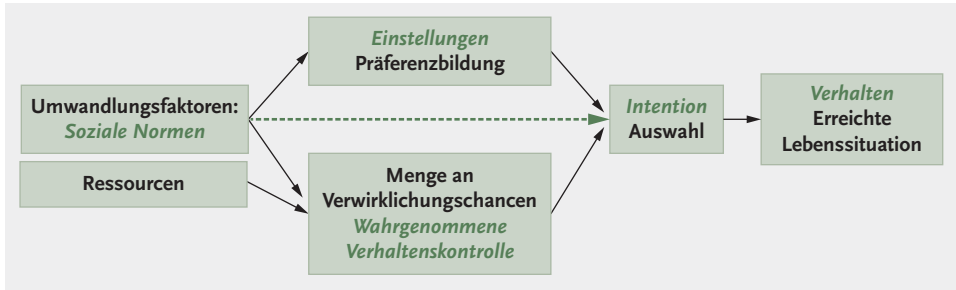 Einstellungen
Präferenzbildung
Umwandlungsfaktoren:
Soziale Normen
Ressourcen
Menge an
Verwirklichungschancen
Wahrgenommene
Verhaltenskontrolle
Intention
Auswahl
Verhalten
Erreichte
Lebenssituation